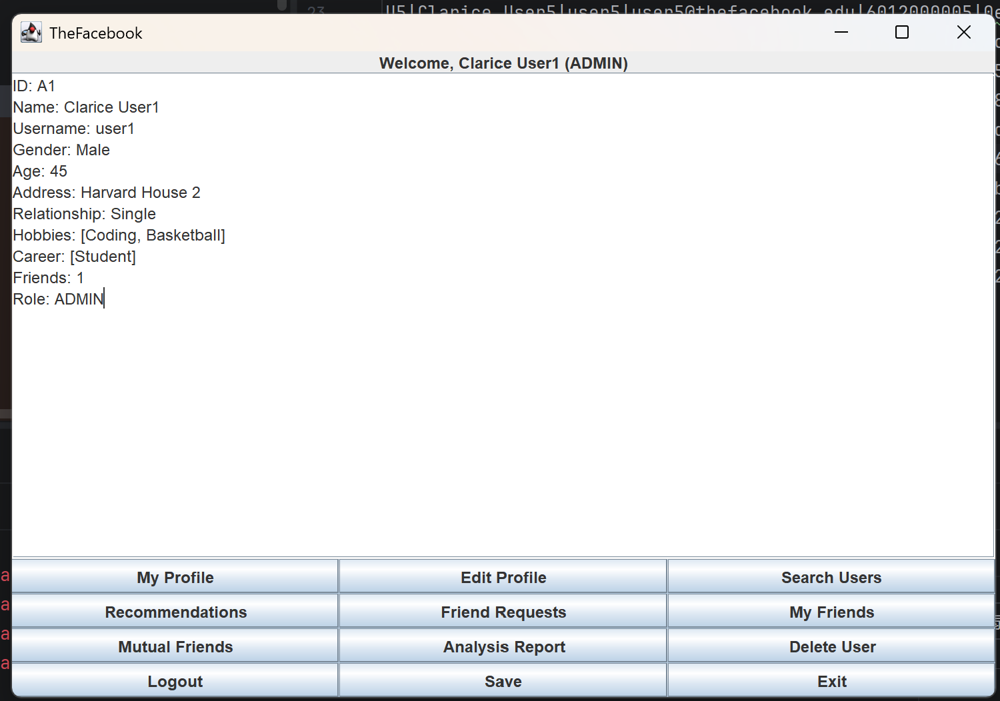 23 U5|Clarice User5|user5|user5@thefacebook.edu|6012000005|0e
TheFacebook
Welcome, Clarice User1 (ADMIN)
ID: A1
Name: Clarice User1
Username: user1
Gender: Male
Age: 45
Address: Harvard House 2
Relationship: Single
Hobbies: [Coding, Basketball]
Career: [Student]
Friends: 1
Role: ADMIN
My Profile Edit Profile Search Users
Recommendations Friend Requests My Friends
Mutual Friends Analysis Report Delete User
Logout Save Exit
a
a
a
a